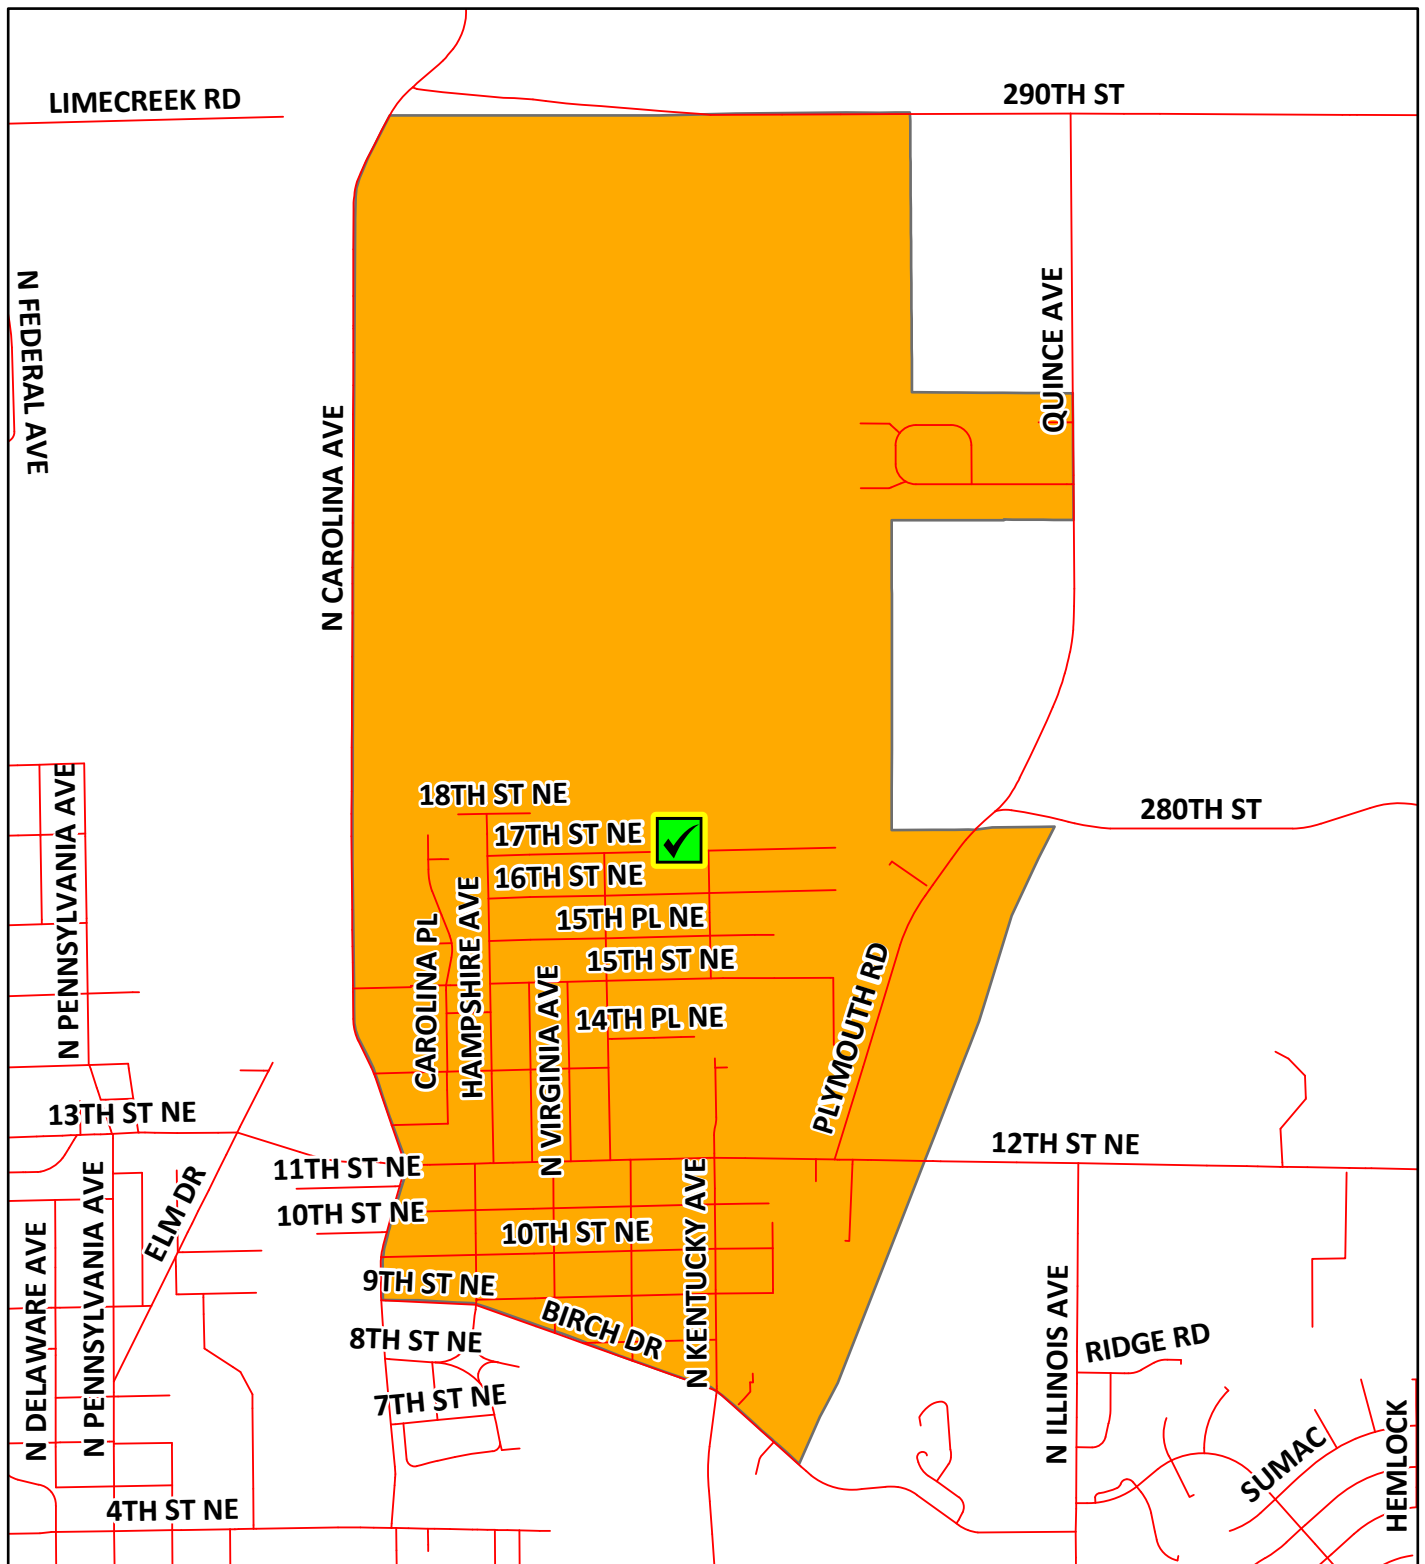 LIMECREEK RD
290TH ST
N FEDERAL AVE
QUINCE AVE
N CAROLINA AVE
N PENNSYLVANIA AVE
18TH ST NE
280TH ST
17TH ST NE
16TH ST NE
15TH PL NE
CAROLINA PL
HAMPSHIRE AVE
15TH ST NE
N VIRGINIA AVE
14TH PL NE
PLYMOUTH RD
13TH ST NE
12TH ST NE
11TH ST NE
N PENNSYLVANIA AVE
ELM DR
10TH ST NE
10TH ST NE
N KENTUCKY AVE
N DELAWARE AVE
9TH ST NE
BIRCH DR
N ILLINOIS AVE
8TH ST NE
RIDGE RD
7TH ST NE
SUMAC
HEMLOCK
4TH ST NE